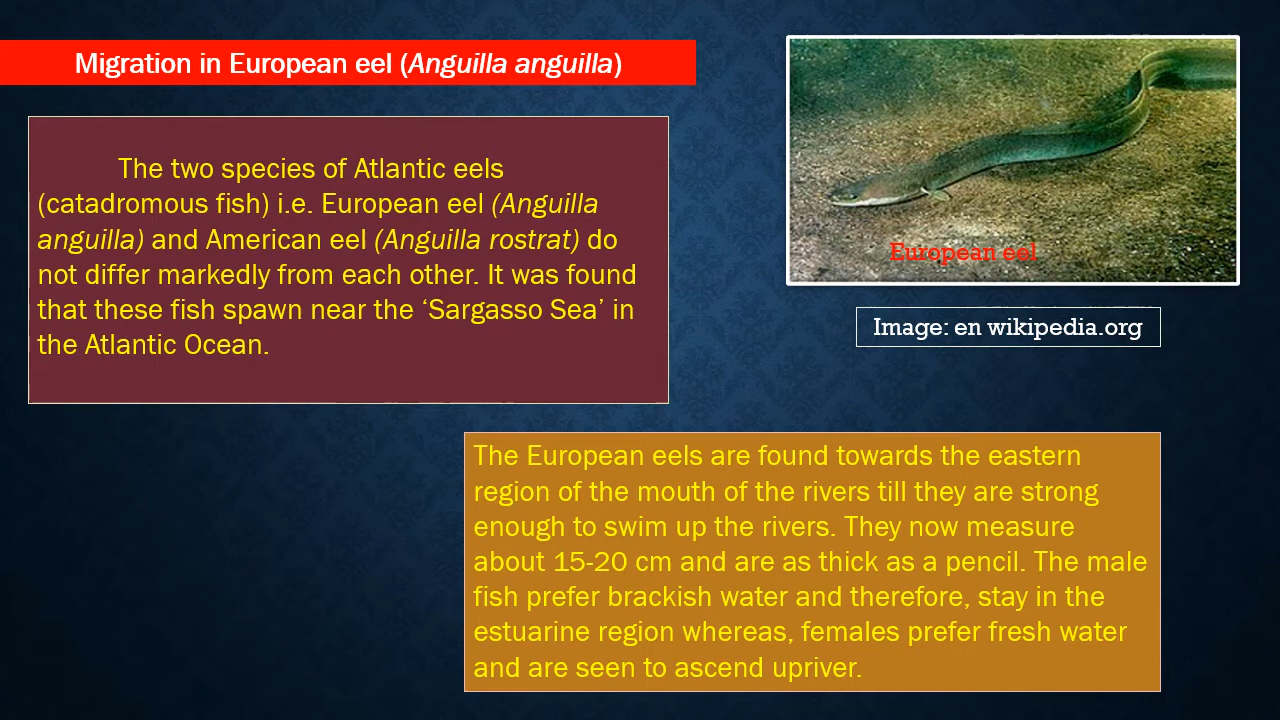 Migration in European eel (Anguilla anguilla)
The two species of Atlantic eels
(catadromous fish) i.e. European eel (Anguilla
anguilla) and American eel (Anguilla rostrat) do
not differ markedly from each other. It was found
that these fish spawn near the ‘Sargasso Sea’ in
the Atlantic Ocean.
European eel
Image: en wikipedia.org
The European eels are found towards the eastern
region of the mouth of the rivers till they are strong
enough to swim up the rivers. They now measure
about 15-20 cm and are as thick as a pencil. The male
fish prefer brackish water and therefore, stay in the
estuarine region whereas, females prefer fresh water
and are seen to ascend upriver.